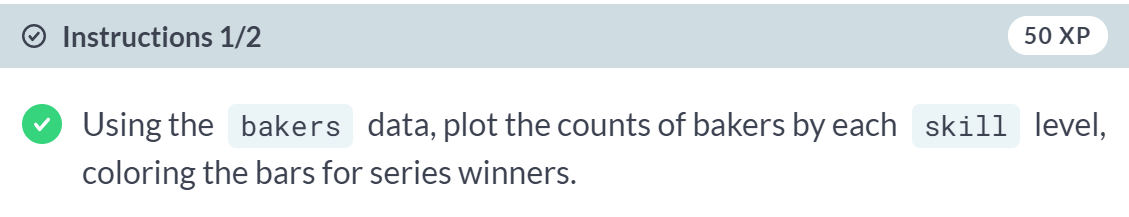 Instructions 1/2 50 XP
Using the bakers data, plot the counts of bakers by each skill level,
coloring the bars for series winners.